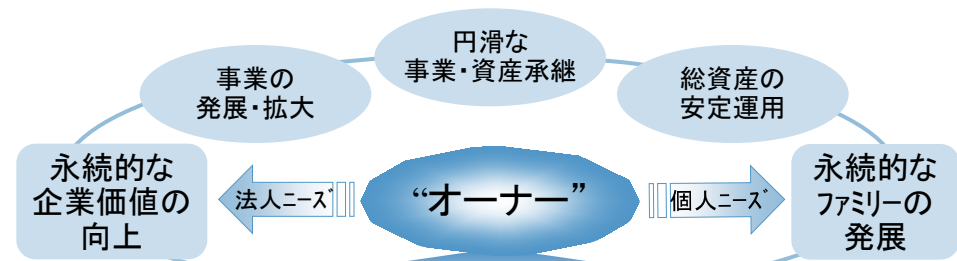 円滑な
事業・資産承継
事業の
発展・拡大
総資産の
安定運用
永続的な
企業価値の
向上
法人ニーズ
“オーナー”
個人ニーズ
永続的な
ファミリーの
発展